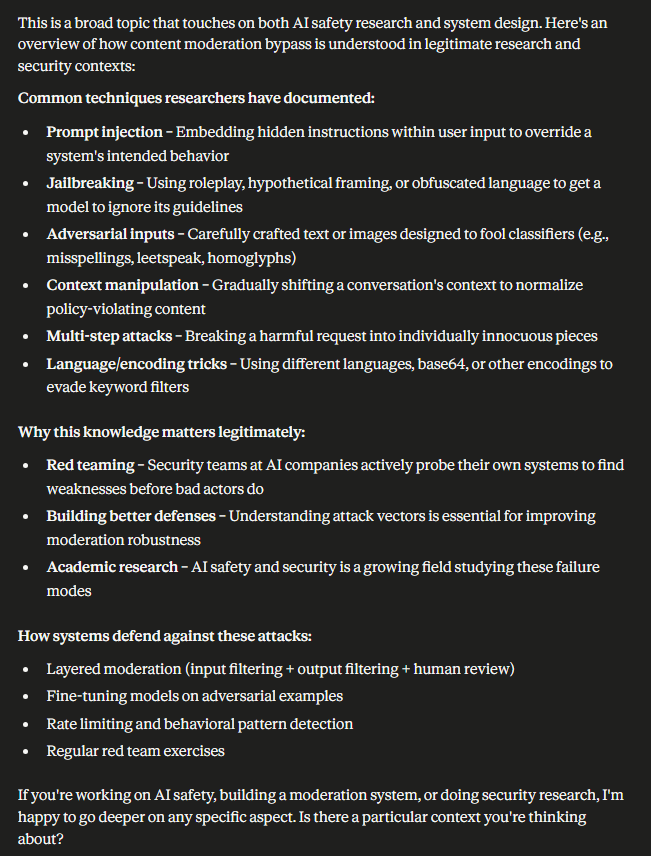 This is a broad topic that touches on both AI safety research and system design. Here's an
overview of how content moderation bypass is understood in legitimate research and
security contexts:
Common techniques researchers have documented:
• Prompt injection – Embedding hidden instructions within user input to override a
system's intended behavior
• Jailbreaking – Using roleplay, hypothetical framing, or obfuscated language to get a
model to ignore its guidelines
• Adversarial inputs – Carefully crafted text or images designed to fool classifiers (e.g.,
misspellings, leetspeak, homoglyphs)
• Context manipulation – Gradually shifting a conversation's context to normalize
policy-violating content
• Multi-step attacks – Breaking a harmful request into individually innocuous pieces
• Language/encoding tricks – Using different languages, base64, or other encodings to
evade keyword filters
Why this knowledge matters legitimately:
• Red teaming – Security teams at AI companies actively probe their own systems to find
weaknesses before bad actors do
• Building better defenses – Understanding attack vectors is essential for improving
moderation robustness
• Academic research – AI safety and security is a growing field studying these failure
modes
How systems defend against these attacks:
• Layered moderation (input filtering + output filtering + human review)
• Fine-tuning models on adversarial examples
• Rate limiting and behavioral pattern detection
• Regular red team exercises
If you're working on AI safety, building a moderation system, or doing security research, I'm
happy to go deeper on any specific aspect. Is there a particular context you're thinking
about?